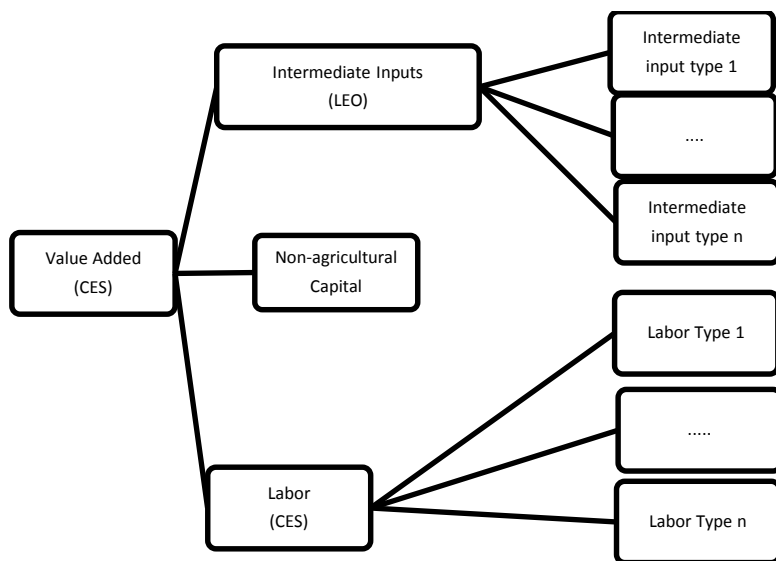 Intermediate Inputs
(LEO)
Intermediate
input type 1
....
Intermediate
input type n
Value Added
(CES)
Non-agricultural
Capital
Labor Type 1
.....
Labor
(CES)
Labor Type n